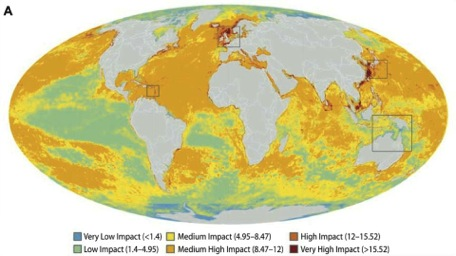 A
Very Low Impact (<1.4) Medium Impact (4.95–8.47) High Impact (12–15.52)
Low Impact (1.4–4.95) Medium High Impact (8.47–12) Very High Impact (>15.52)